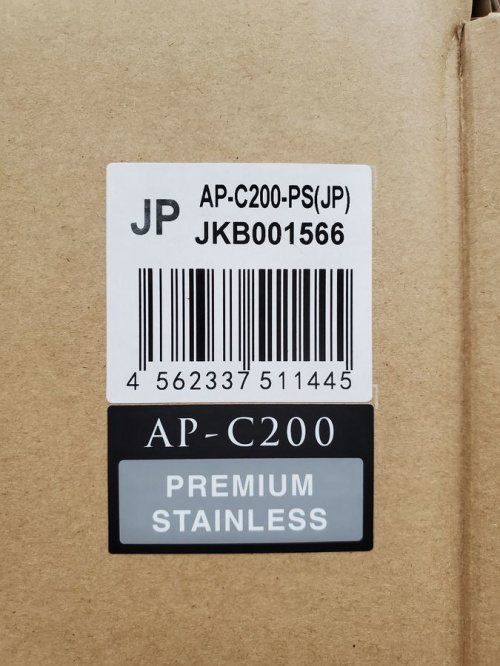 JP
AP-C200-PS(JP)
JKB001566
4 562337 511445
AP-C200
PREMIUM
STAINLESS